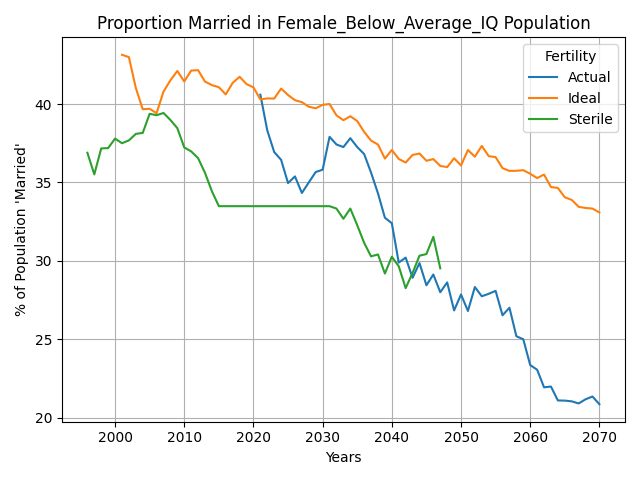 Proportion Married in Female_Below_Average_IQ Population
Fertility
Actual
Ideal
Sterile
% of Population 'Married'
40
35
30
25
20
2000 2010 2020 2030 2040 2050 2060 2070
Years